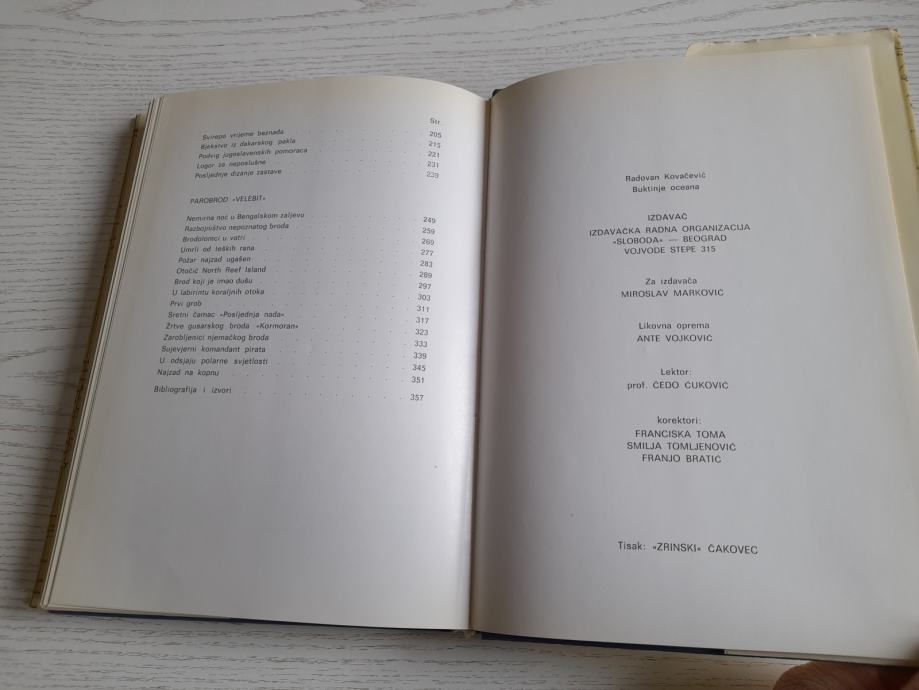 Str.
Svirepo vrijeme beznađa 205
Bjekstvo iz dakarskog pakla 215
Podvig jugoslavenskih pomoraca 221
Logor za neposlušne 231
Posljednje dizanje zastave 239
PAROBROD »VELEBIT«
Nemirna noć u Bengalskom zaljevu 249
Razbojništvo nepoznatog broda 259
Brodolomci u vatri 269
Umrli od teških rana 277
Požar najzad ugašen 283
Otočić North Reef Island 289
Brod koji je imao dušu 297
U labirintu koraljnih otoka 303
Prvi grob 311
Sretni čamac »Posljednja nada« 317
Žrtve gusarskog broda »Kormoran« 323
Zarobljenici njemačkog broda 333
Sujevjerni komandant pirata 339
U odsjaju polarne svjetlosti 345
Najzad na kopnu 351
Bibliografija i izvori 357
Radovan Kovačević
Buktinje oceana
IZDAVAČ
IZDAVAČKA RADNA ORGANIZACIJA
»SLOBODA« — BEOGRAD
VOJVODE STEPE 315
Za izdavača
MIROSLAV MARKOVIĆ
Likovna oprema
ANTE VOJKOVIĆ
Lektor:
prof. ČEDO ĆUKOVIĆ
korektori:
FRANCISKA TOMA
SMILJA TOMLJENOVIĆ
FRANJO BRATIĆ
Tisak: »ZRINSKI« ČAKOVEC